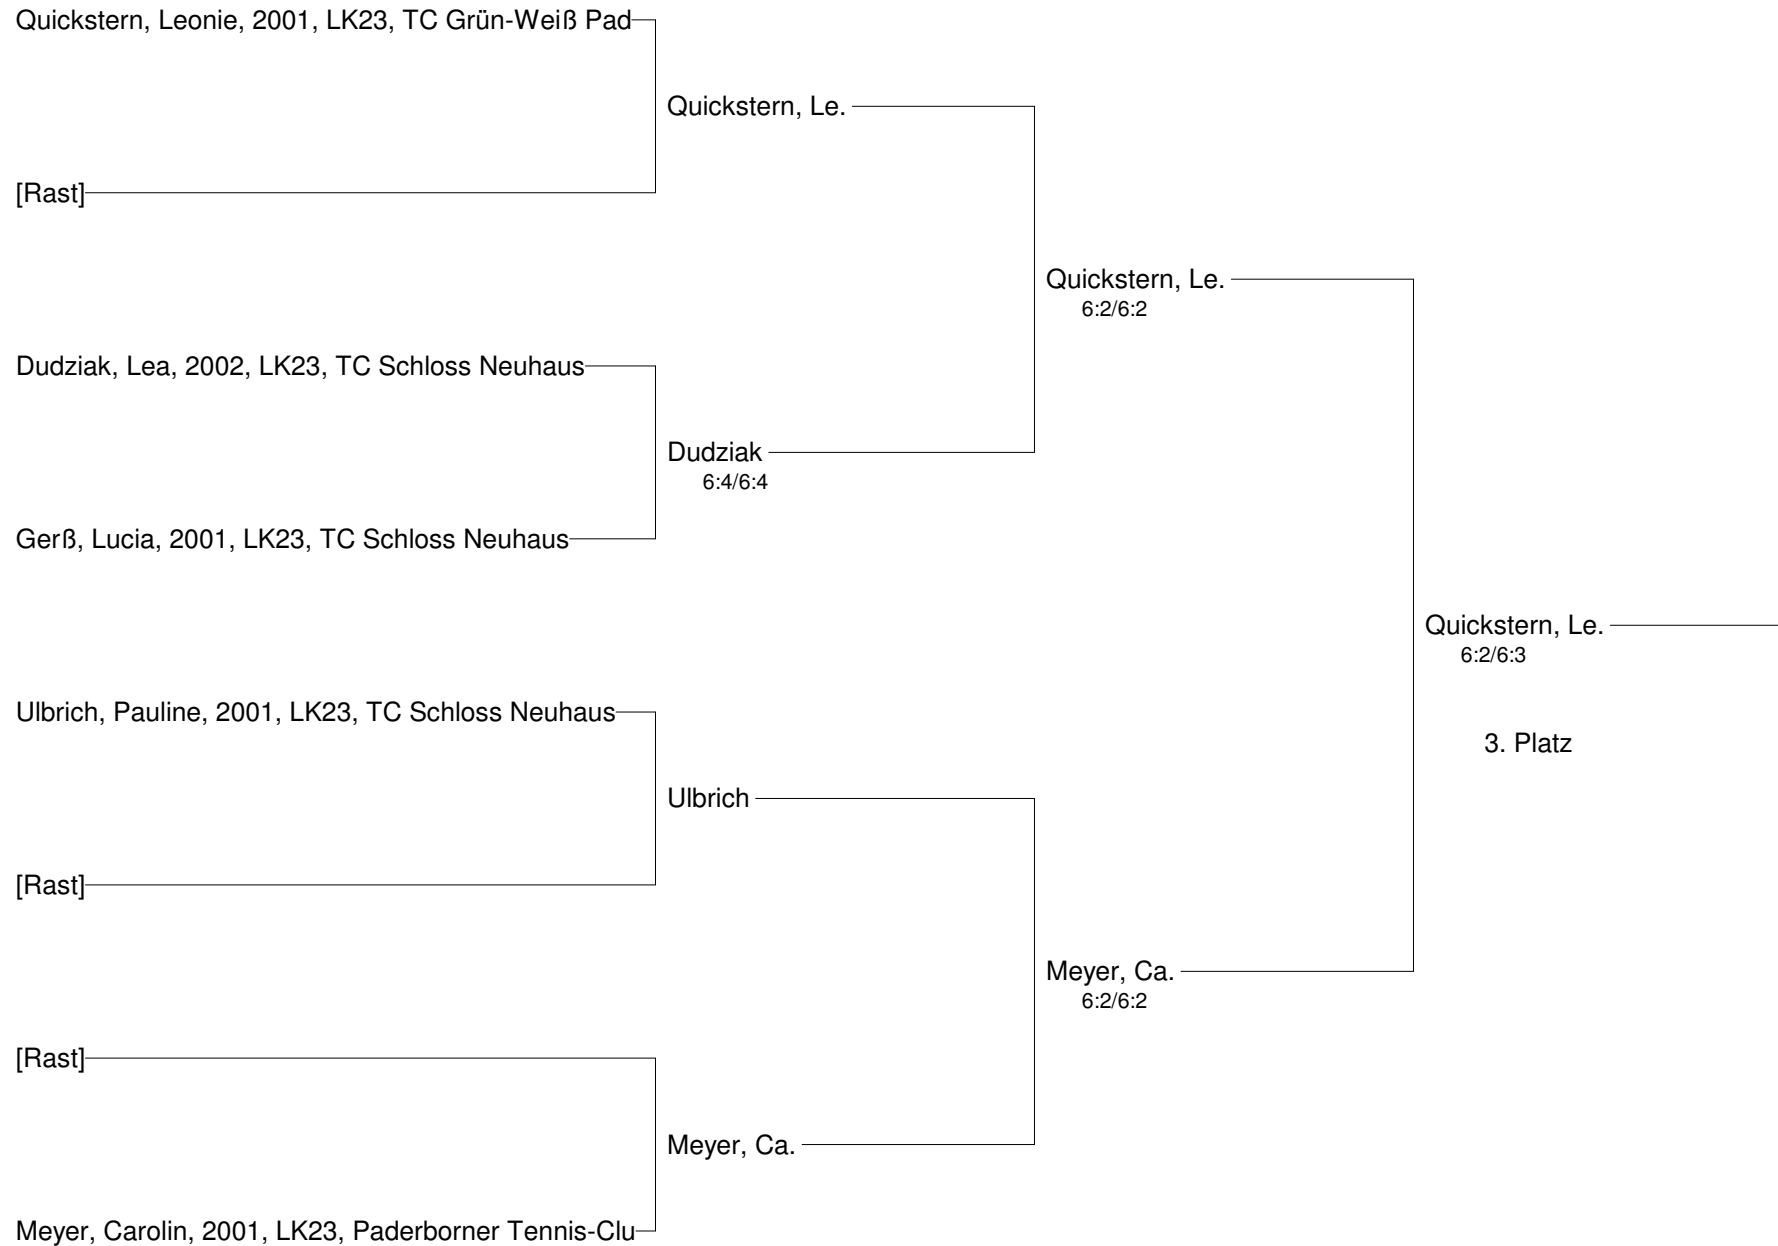 Quickstern, Leonie, 2001, LK23, TC Grün-Weiß Pad
Quickstern, Le.
[Rast]
Quickstern, Le.
6:2/6:2
Dudziak, Lea, 2002, LK23, TC Schloss Neuhaus
Dudziak
6:4/6:4
Gerß, Lucia, 2001, LK23, TC Schloss Neuhaus
Quickstern, Le.
6:2/6:3
Ulbrich, Pauline, 2001, LK23, TC Schloss Neuhaus
3. Platz
Ulbrich
[Rast]
Meyer, Ca.
6:2/6:2
[Rast]
Meyer, Ca.
Meyer, Carolin, 2001, LK23, Paderborner Tennis-Clu